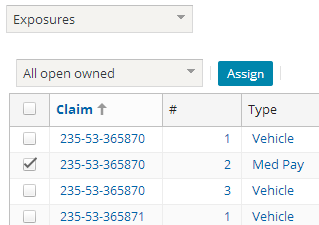 Exposures
All open owned Assign
Claim # Type
235-53-365870 1 Vehicle
235-53-365870 2 Med Pay
235-53-365870 3 Vehicle
235-53-365871 1 Vehicle